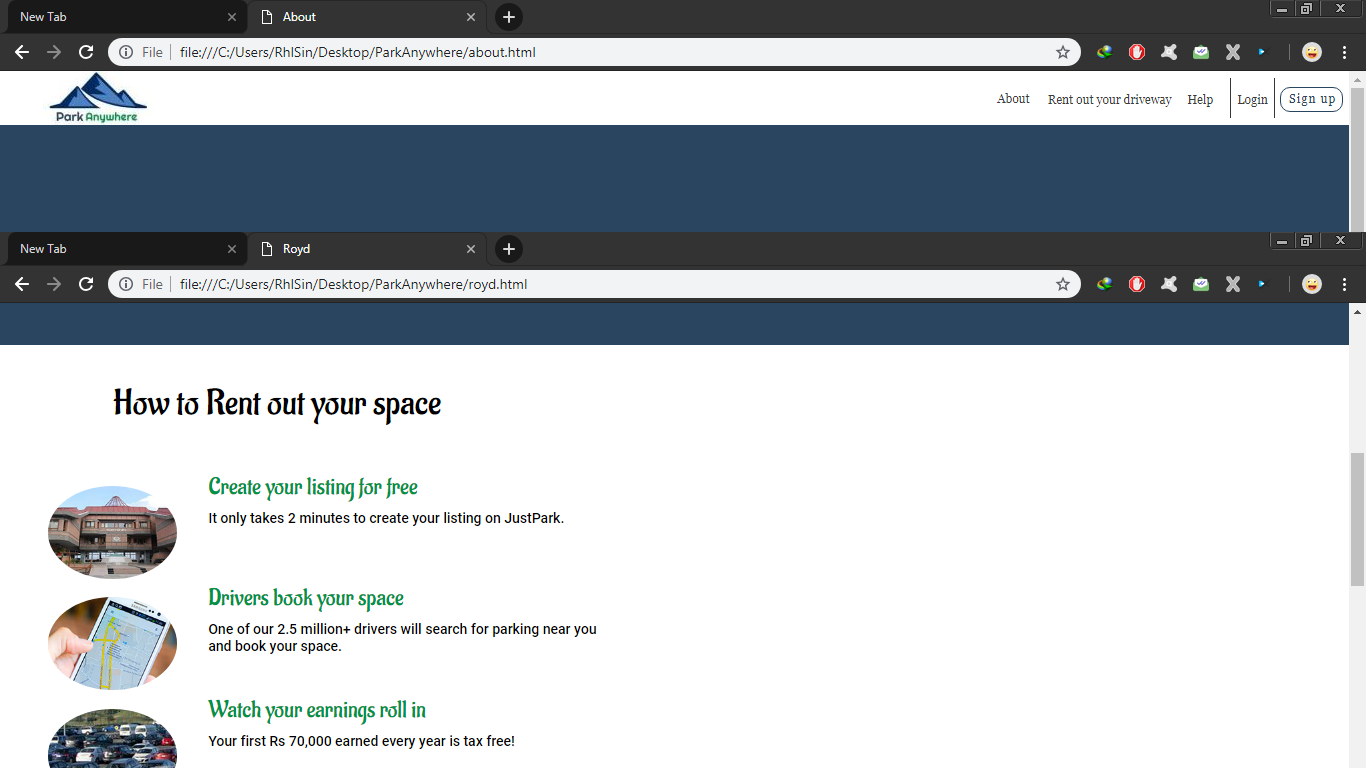 New Tab
About
File
file:///C:/Users/RhlSin/Desktop/ParkAnywhere/about.html
Park Anywhere
About
Rent out your driveway
Help
Login
Sign up
New Tab
Royd
File
file:///C:/Users/RhlSin/Desktop/ParkAnywhere/royd.html
How to Rent out your space
Create your listing for free
It only takes 2 minutes to create your listing on JustPark.
Drivers book your space
One of our 2.5 million+ drivers will search for parking near you
and book your space.
Watch your earnings roll in
Your first Rs 70,000 earned every year is tax free!